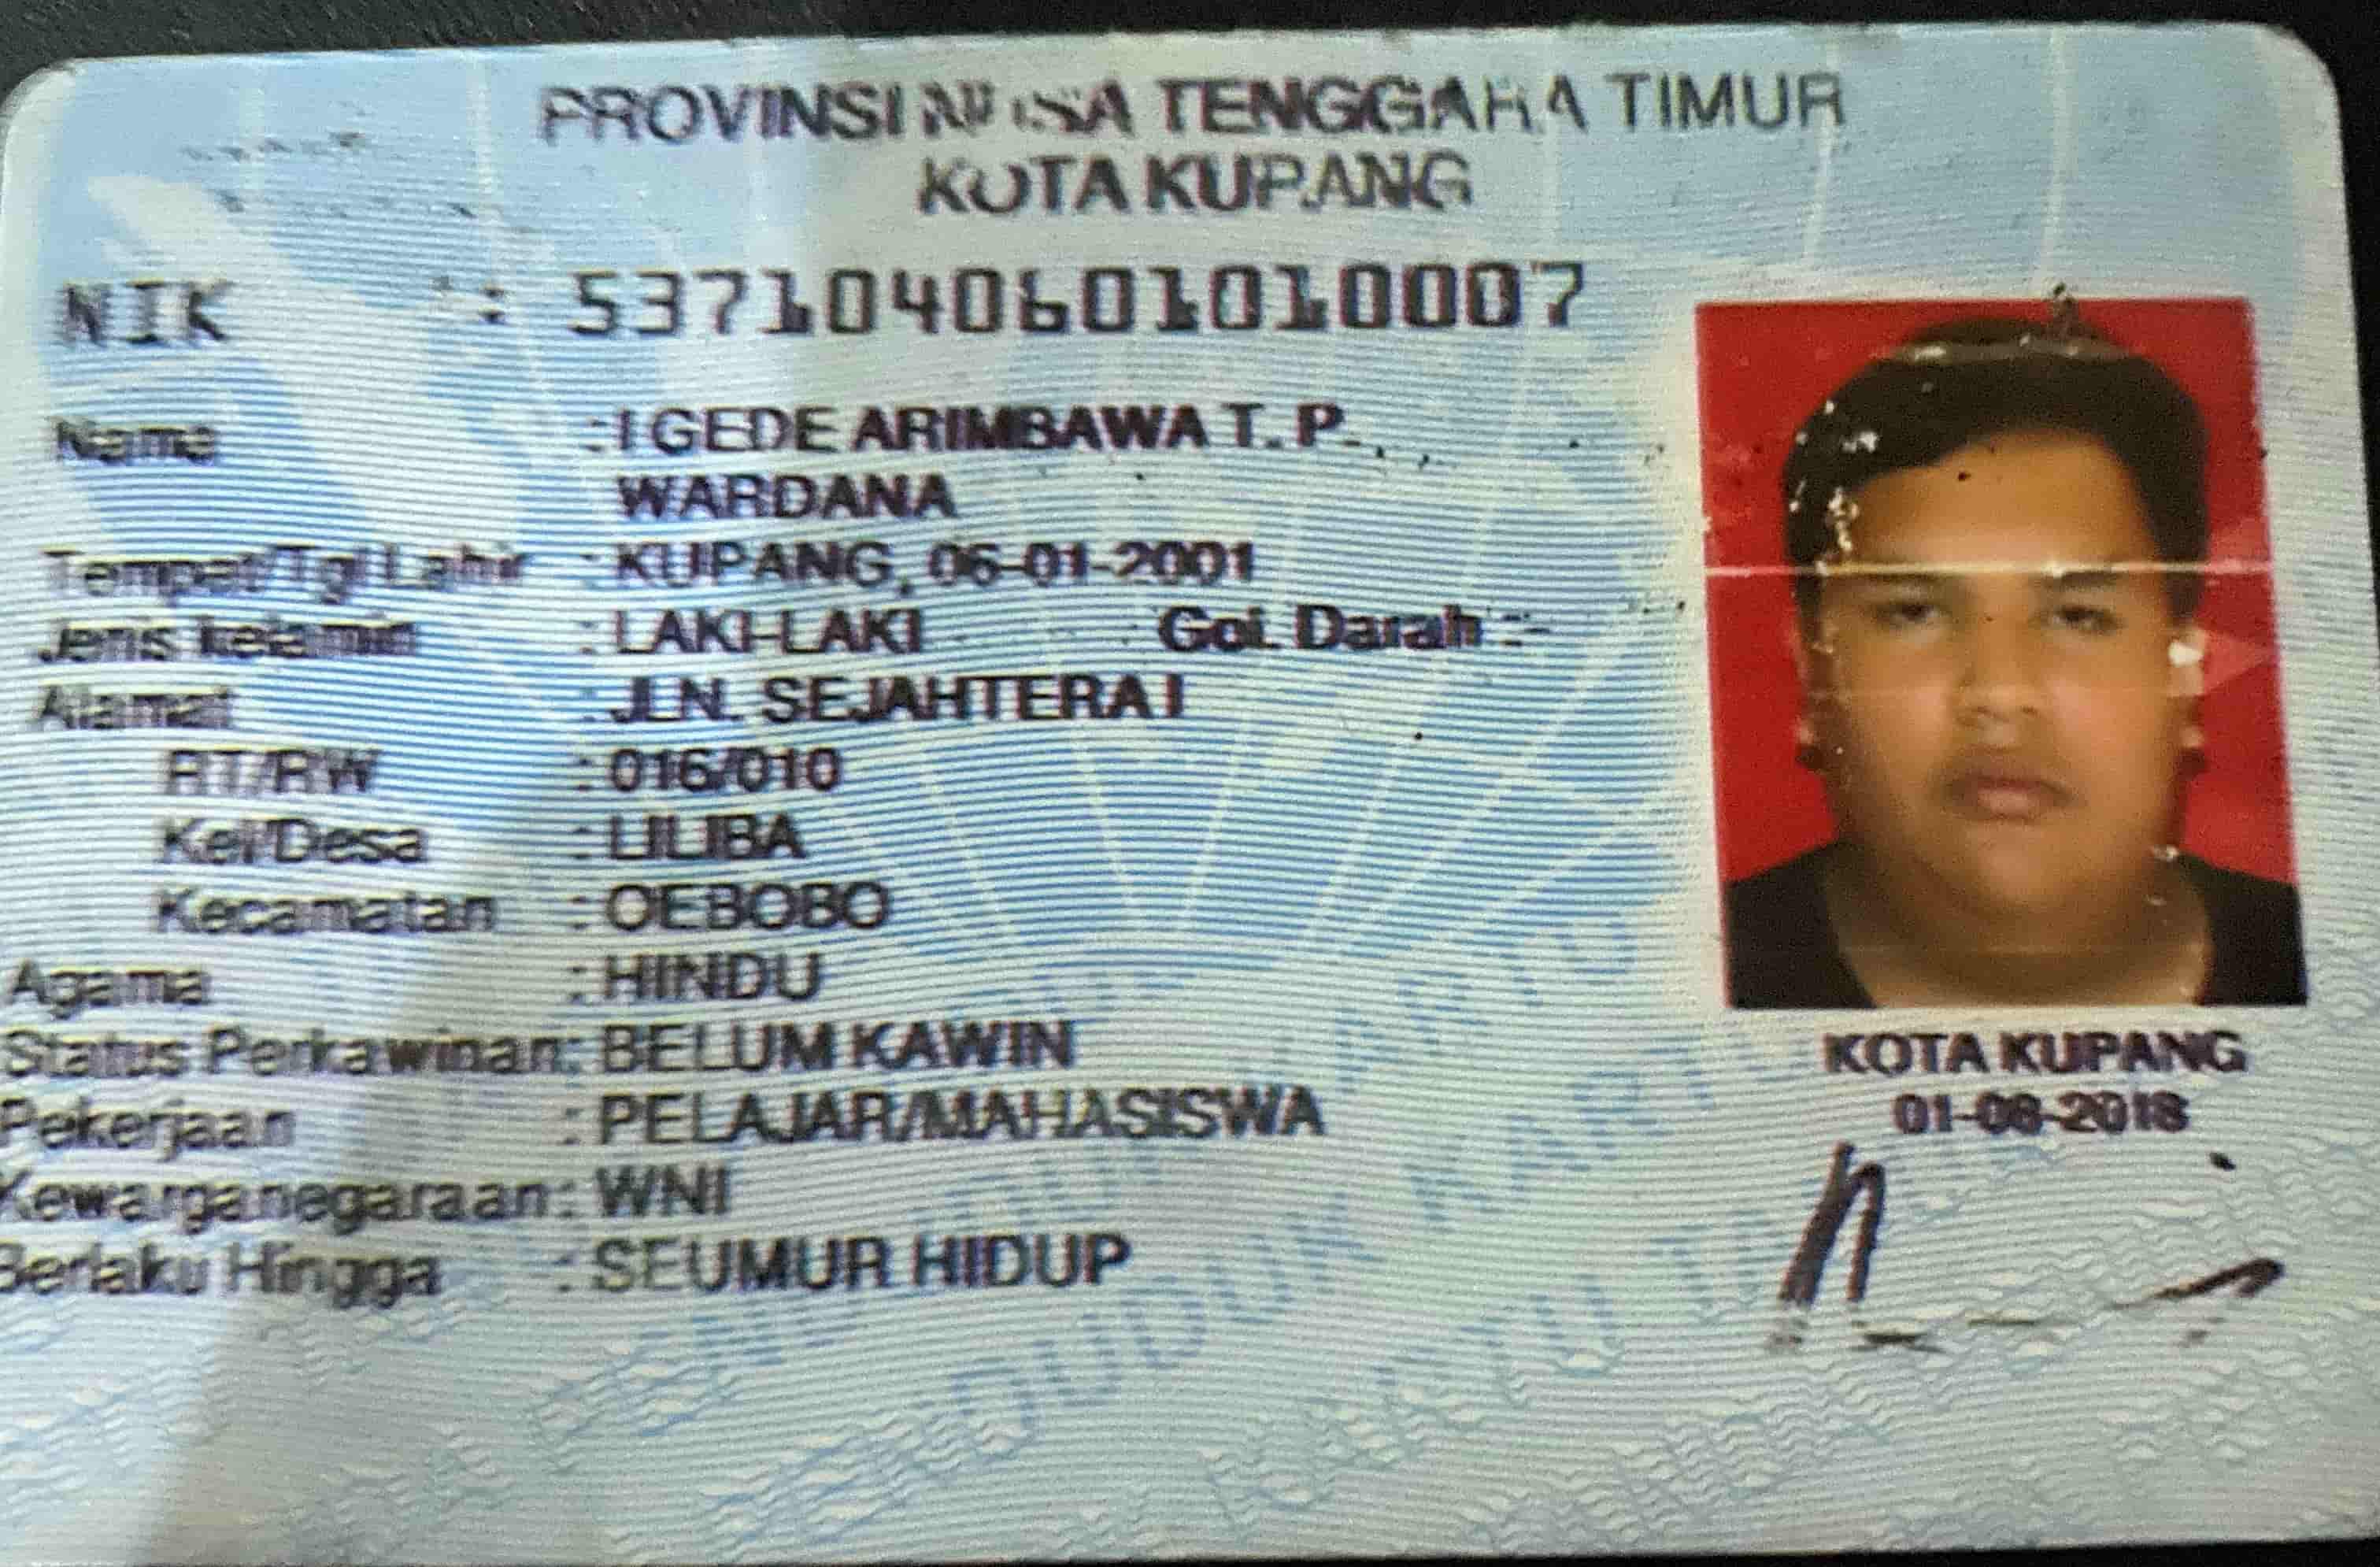 PROVINSI NUSA TENGGARA TIMUR
KOTA KUPANG
NIK : 5371040601010007
Nama : I GEDE ARIMBAWA T. P.
WARDANA
Tempat/Tgl Lahir : KUPANG, 06-01-2001
Jenis kelamin : LAKI-LAKI Gol. Darah :-
Alamat : JLN. SEJAHTERA I
RT/RW : 016/010
Kel/Desa : LILIBA
Kecamatan : OEBOBO
Agama : HINDU
Status Perkawinan: BELUM KAWIN
Pekerjaan : PELAJAR/MAHASISWA
Kewarganegaraan: WNI
Berlaku Hingga : SEUMUR HIDUP
KOTA KUPANG
01-08-2018